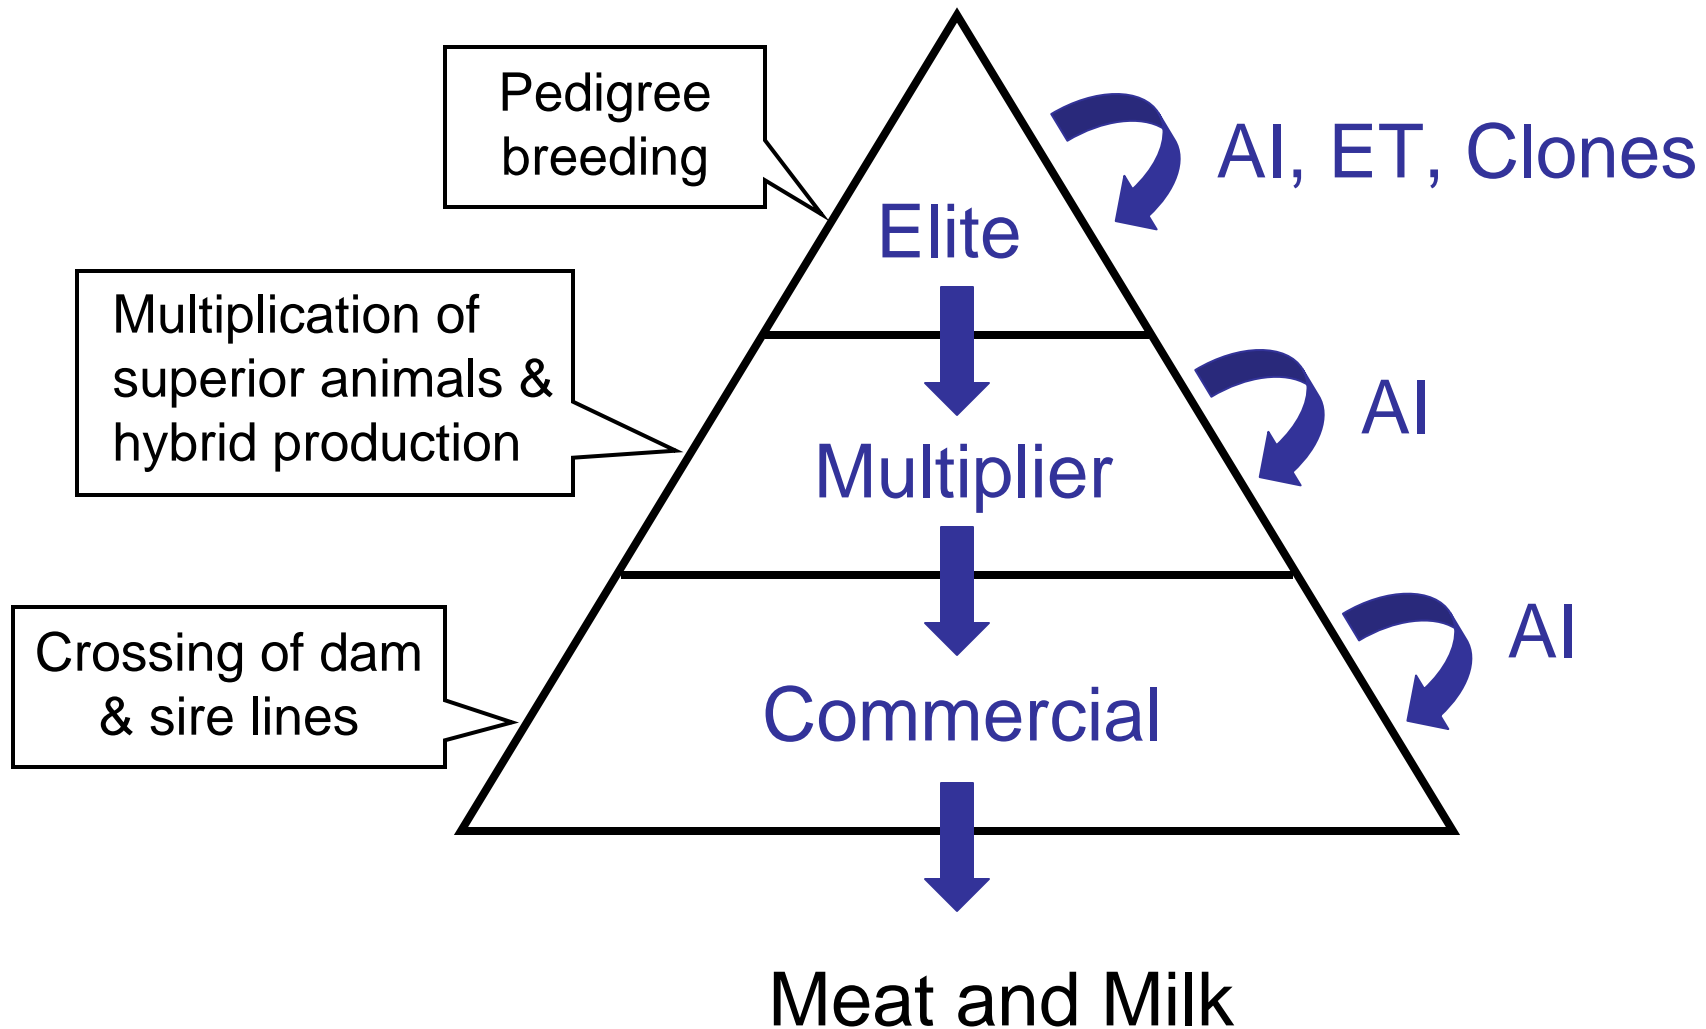 Pedigree
breeding
AI, ET, Clones
Elite
Multiplication of
superior animals &
hybrid production
AI
Multiplier
Crossing of dam
& sire lines
AI
Commercial
Meat and Milk